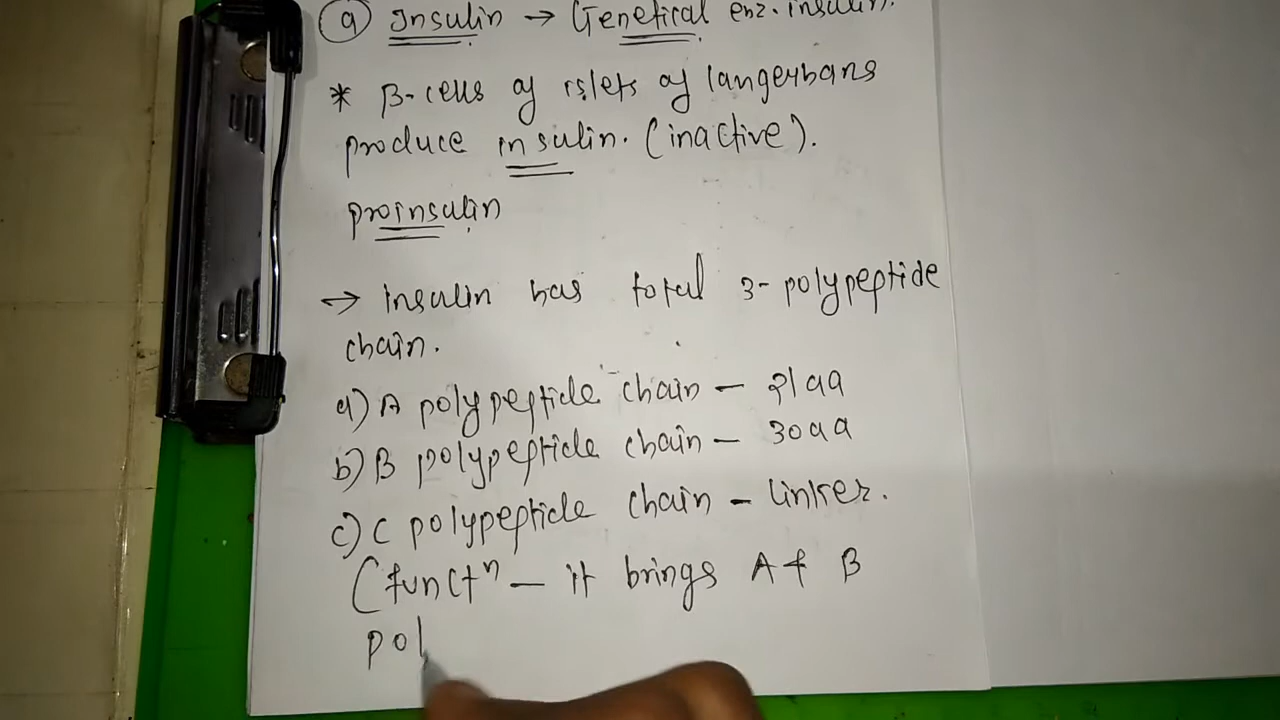 a) Insulin → Genetical enz. insulin.
* β-cells of islets of langerhans
produce insulin. (inactive).
proinsulin
→ insulin has total 3-polypeptide
chain.
a) A polypeptide chain – 21aa
b) B polypeptide chain – 30aa
c) C polypeptide chain – linker.
(functⁿ – it brings A & B
pol